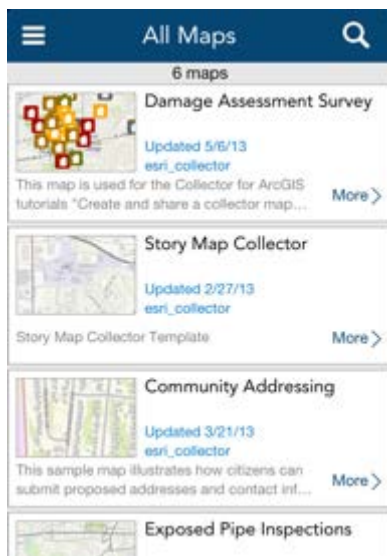 All Maps
6 maps
Damage Assessment Survey
Updated 5/6/13
esri_collector
This map is used for the Collector for ArcGIS
tutorials "Create and share a collector map...
More >
Story Map Collector
Updated 2/27/13
esri_collector
Story Map Collector Template
More >
Community Addressing
Updated 3/21/13
esri_collector
This sample map illustrates how citizens can
submit proposed addresses and contact inf...
More >
Exposed Pipe Inspections